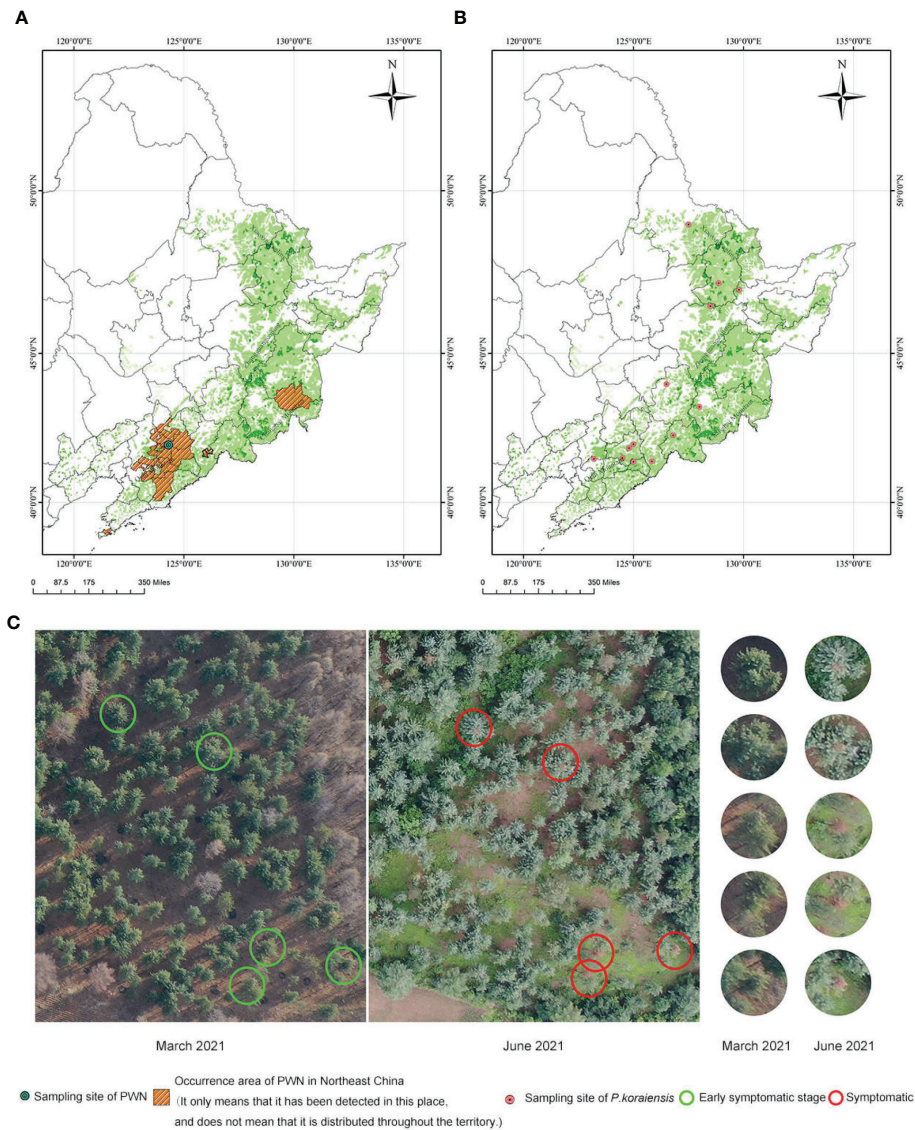 A
B
120°0'0"E 125°0'0"E 130°0'0"E 135°0'0"E
120°0'0"E 125°0'0"E 130°0'0"E 135°0'0"E
N
N
50°0'0"N
50°0'0"N
50°0'0"N
50°0'0"N
45°0'0"N
45°0'0"N
45°0'0"N
45°0'0"N
40°0'0"N
40°0'0"N
40°0'0"N
40°0'0"N
120°0'0"E 125°0'0"E 130°0'0"E 135°0'0"E
120°0'0"E 125°0'0"E 130°0'0"E 135°0'0"E
0 87.5 175 350 Miles
0 87.5 175 350 Miles
C
March 2021
June 2021
March 2021
June 2021
Sampling site of PWN
Occurrence area of PWN in Northeast China
(It only means that it has been detected in this place,
and does not mean that it is distributed throughout the territory.)
Sampling site of P.koraiensis
Early symptomatic stage
Symptomatic